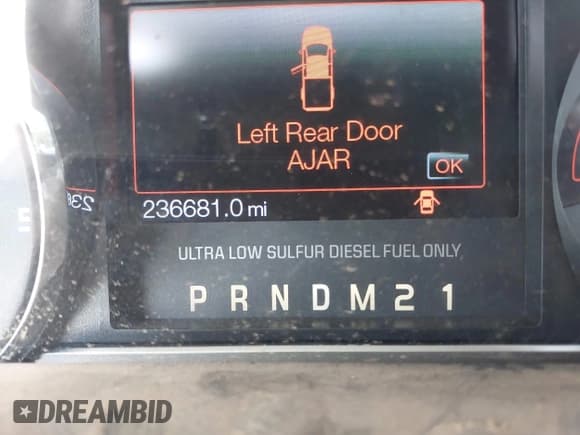 Left Rear Door
AJAR
OK
236681.0 mi
ULTRA LOW SULFUR DIESEL FUEL ONLY
P R N D M 2 1
DREAMBID